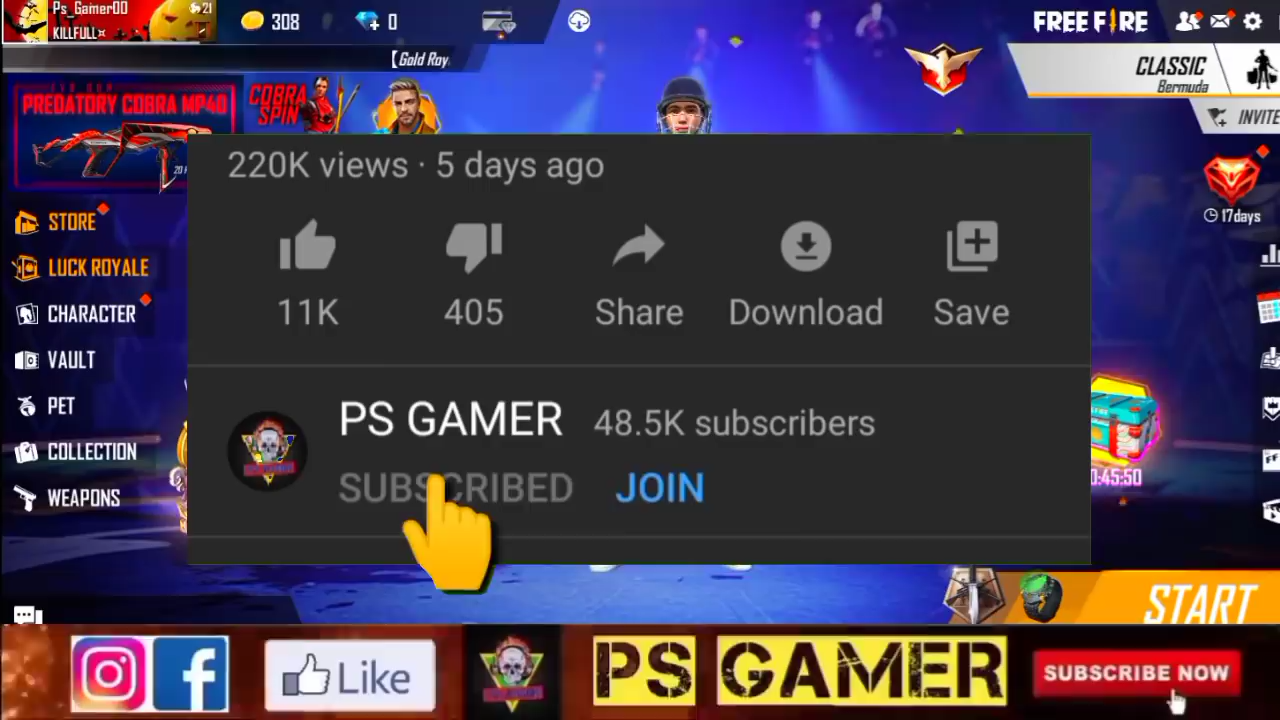 Ps_Gamer00
21
KILLFULL¤
308
0
FREE FIRE
[Gold Roy
CLASSIC
Bermuda
INVITE
PREDATORY COBRA MP40
COBRA
SPIN
220K views · 5 days ago
STORE
LUCK ROYALE
CHARACTER
VAULT
PET
COLLECTION
WEAPONS
17days
11K
405
Share
Download
Save
PS GAMER 48.5K subscribers
SUBSCRIBED JOIN
0:45:50
START
Like
PS GAMER
SUBSCRIBE NOW